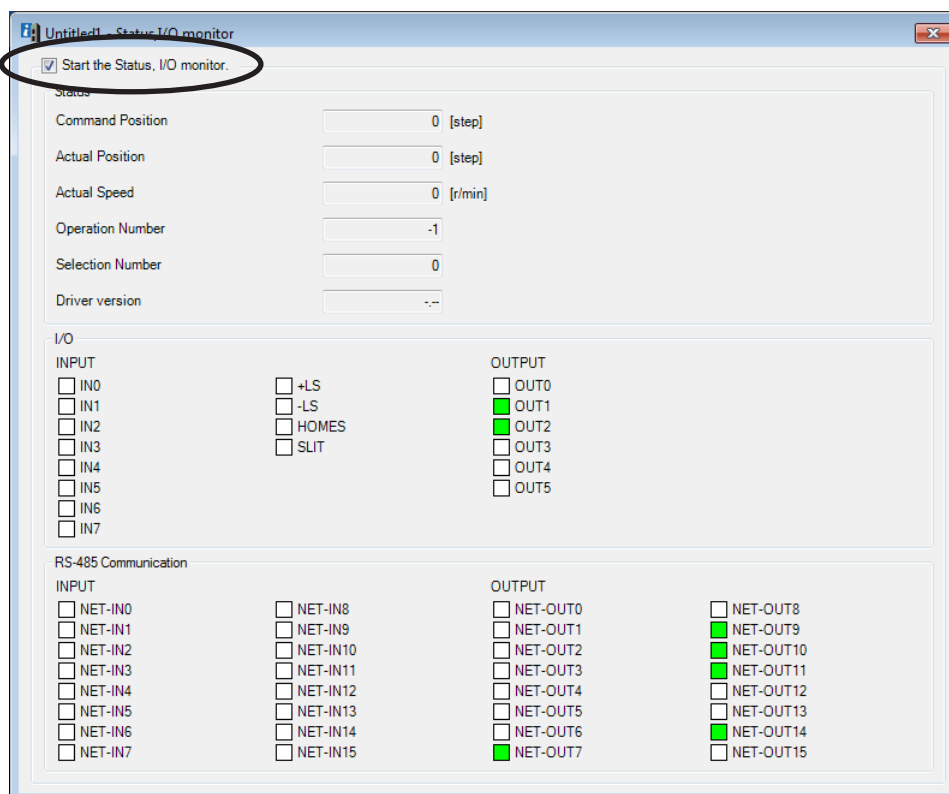 Untitled1 - Status,I/O monitor
Start the Status, I/O monitor.
Status
Command Position 0 [step]
Actual Position 0 [step]
Actual Speed 0 [r/min]
Operation Number -1
Selection Number 0
Driver version -.--
I/O
INPUT OUTPUT
IN0 +LS OUT0
IN1 -LS OUT1
IN2 HOMES OUT2
IN3 SLIT OUT3
IN4 OUT4
IN5 OUT5
IN6
IN7
RS-485 Communication
INPUT OUTPUT
NET-IN0 NET-IN8 NET-OUT0 NET-OUT8
NET-IN1 NET-IN9 NET-OUT1 NET-OUT9
NET-IN2 NET-IN10 NET-OUT2 NET-OUT10
NET-IN3 NET-IN11 NET-OUT3 NET-OUT11
NET-IN4 NET-IN12 NET-OUT4 NET-OUT12
NET-IN5 NET-IN13 NET-OUT5 NET-OUT13
NET-IN6 NET-IN14 NET-OUT6 NET-OUT14
NET-IN7 NET-IN15 NET-OUT7 NET-OUT15